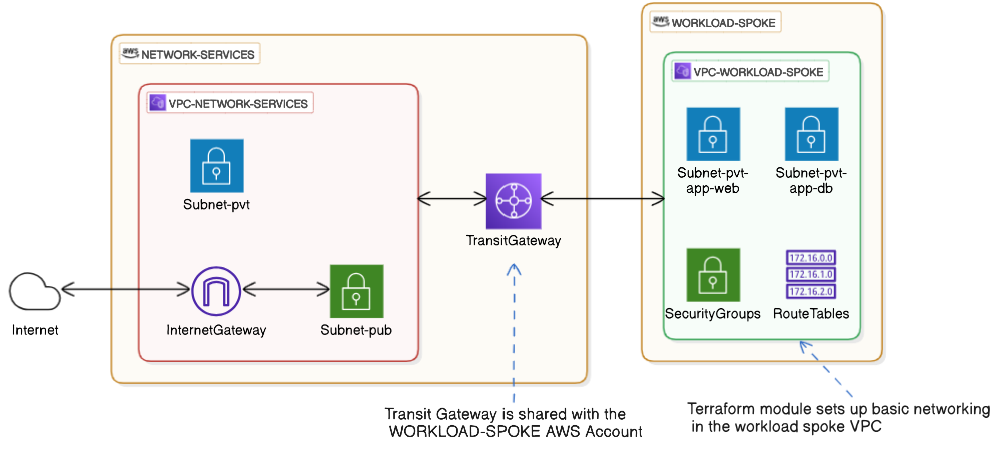 aws WORKLOAD-SPOKE
aws NETWORK-SERVICES
VPC-WORKLOAD-SPOKE
VPC-NETWORK-SERVICES
Subnet-pvt-
app-web
Subnet-pvt-
app-db
Subnet-pvt
TransitGateway
172.16.0.0
172.16.1.0
172.16.2.0
SecurityGroups
RouteTables
Internet
InternetGateway
Subnet-pub
Transit Gateway is shared with the
WORKLOAD-SPOKE AWS Account
Terraform module sets up basic networking
in the workload spoke VPC